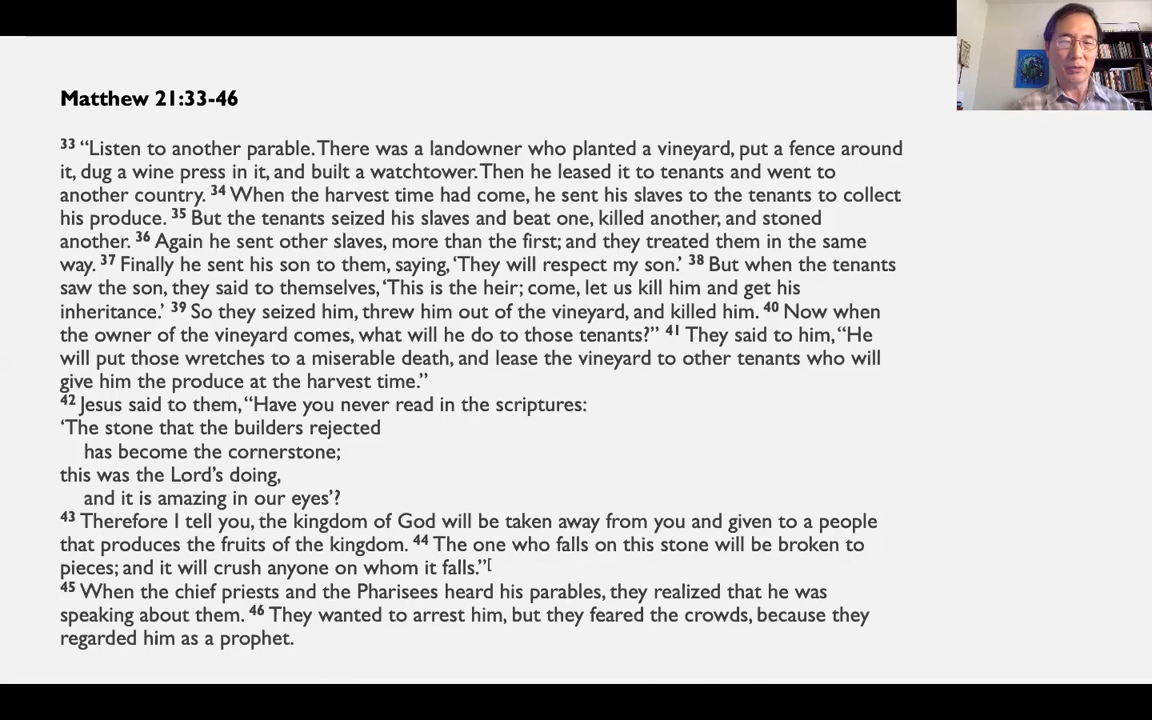 Matthew 21:33-46
33 “Listen to another parable. There was a landowner who planted a vineyard, put a fence around
it, dug a wine press in it, and built a watchtower. Then he leased it to tenants and went to
another country. 34 When the harvest time had come, he sent his slaves to the tenants to collect
his produce. 35 But the tenants seized his slaves and beat one, killed another, and stoned
another. 36 Again he sent other slaves, more than the first; and they treated them in the same
way. 37 Finally he sent his son to them, saying, ‘They will respect my son.’ 38 But when the tenants
saw the son, they said to themselves, ‘This is the heir; come, let us kill him and get his
inheritance.’ 39 So they seized him, threw him out of the vineyard, and killed him. 40 Now when
the owner of the vineyard comes, what will he do to those tenants?” 41 They said to him, “He
will put those wretches to a miserable death, and lease the vineyard to other tenants who will
give him the produce at the harvest time.”
42 Jesus said to them, “Have you never read in the scriptures:
‘The stone that the builders rejected
has become the cornerstone;
this was the Lord’s doing,
and it is amazing in our eyes’?
43 Therefore I tell you, the kingdom of God will be taken away from you and given to a people
that produces the fruits of the kingdom. 44 The one who falls on this stone will be broken to
pieces; and it will crush anyone on whom it falls.”[
45 When the chief priests and the Pharisees heard his parables, they realized that he was
speaking about them. 46 They wanted to arrest him, but they feared the crowds, because they
regarded him as a prophet.